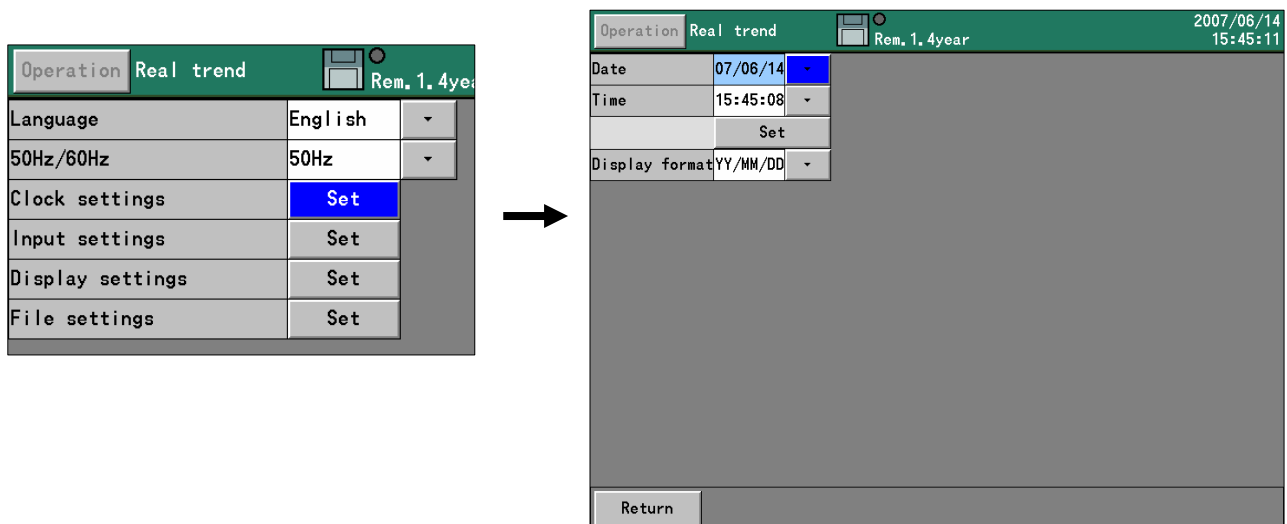 Operation Real trend Rem.1.4yea
Language English
50Hz/60Hz 50Hz
Clock settings Set
Input settings Set
Display settings Set
File settings Set
Operation Real trend Rem.1.4year 2007/06/14
15:45:11
Date 07/06/14
Time 15:45:08
Set
Display format YY/MM/DD
Return